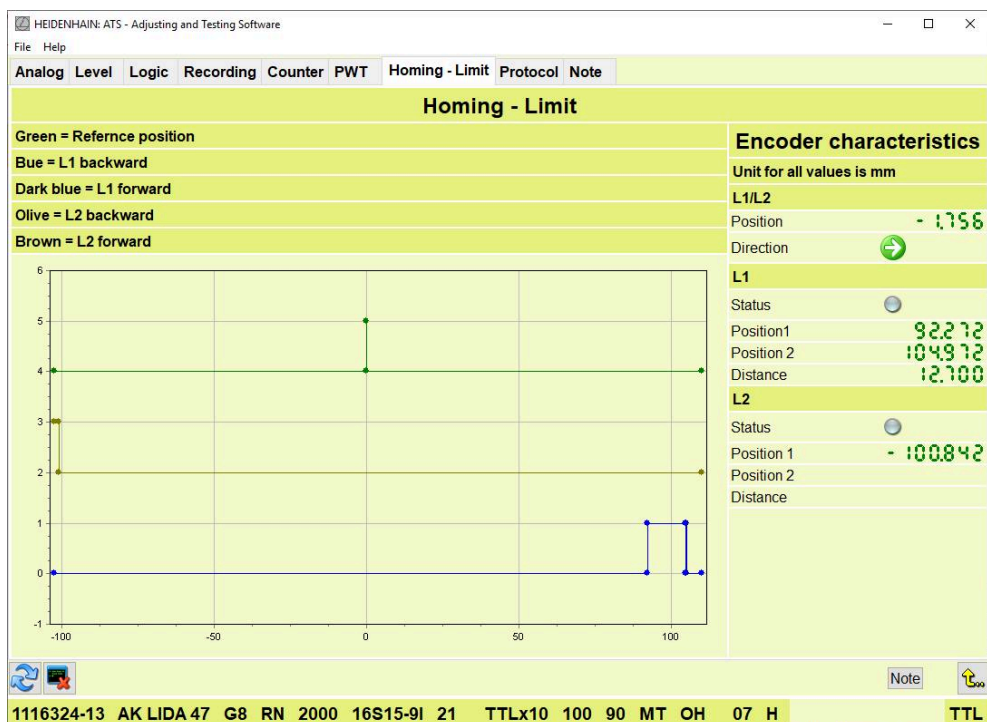 HEIDENHAIN: ATS - Adjusting and Testing Software
File Help
Analog Level Logic Recording Counter PWT Homing - Limit Protocol Note
Homing - Limit
Green = Refernce position
Bue = L1 backward
Dark blue = L1 forward
Olive = L2 backward
Brown = L2 forward
6
5
4
3
2
1
0
-1
-100 -50 0 50 100
Encoder characteristics
Unit for all values is mm
L1/L2
Position - 1.756
Direction
L1
Status
Position1 92.272
Position 2 104.972
Distance 12.700
L2
Status
Position 1 - 100.842
Position 2
Distance
Note
1116324-13 AK LIDA 47 G8 RN 2000 16S15-9I 21 TTLx10 100 90 MT OH 07 H TTL